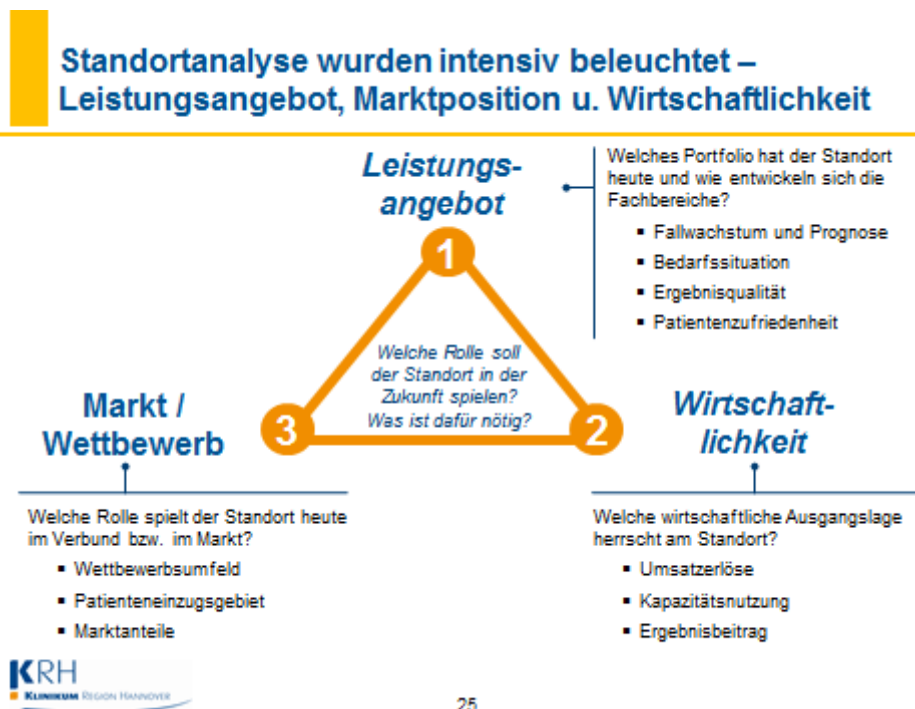 Standortanalyse wurden intensiv beleuchtet –
Leistungsangebot, Marktposition u. Wirtschaftlichkeit
Leistungs-
angebot
Welches Portfolio hat der Standort
heute und wie entwickeln sich die
Fachbereiche?
▪ Fallwachstum und Prognose
▪ Bedarfssituation
▪ Ergebnisqualität
▪ Patientenzufriedenheit
1
Welche Rolle soll
der Standort in der
Zukunft spielen?
Was ist dafür nötig?
Markt /
Wettbewerb
3
2
Wirtschaft-
lichkeit
Welche Rolle spielt der Standort heute
im Verbund bzw. im Markt?
▪ Wettbewerbsumfeld
▪ Patienteneinzugsgebiet
▪ Marktanteile
Welche wirtschaftliche Ausgangslage
herrscht am Standort?
▪ Umsatzerlöse
▪ Kapazitätsnutzung
▪ Ergebnisbeitrag
KRH
KLINIKUM REGION HANNOVER
25